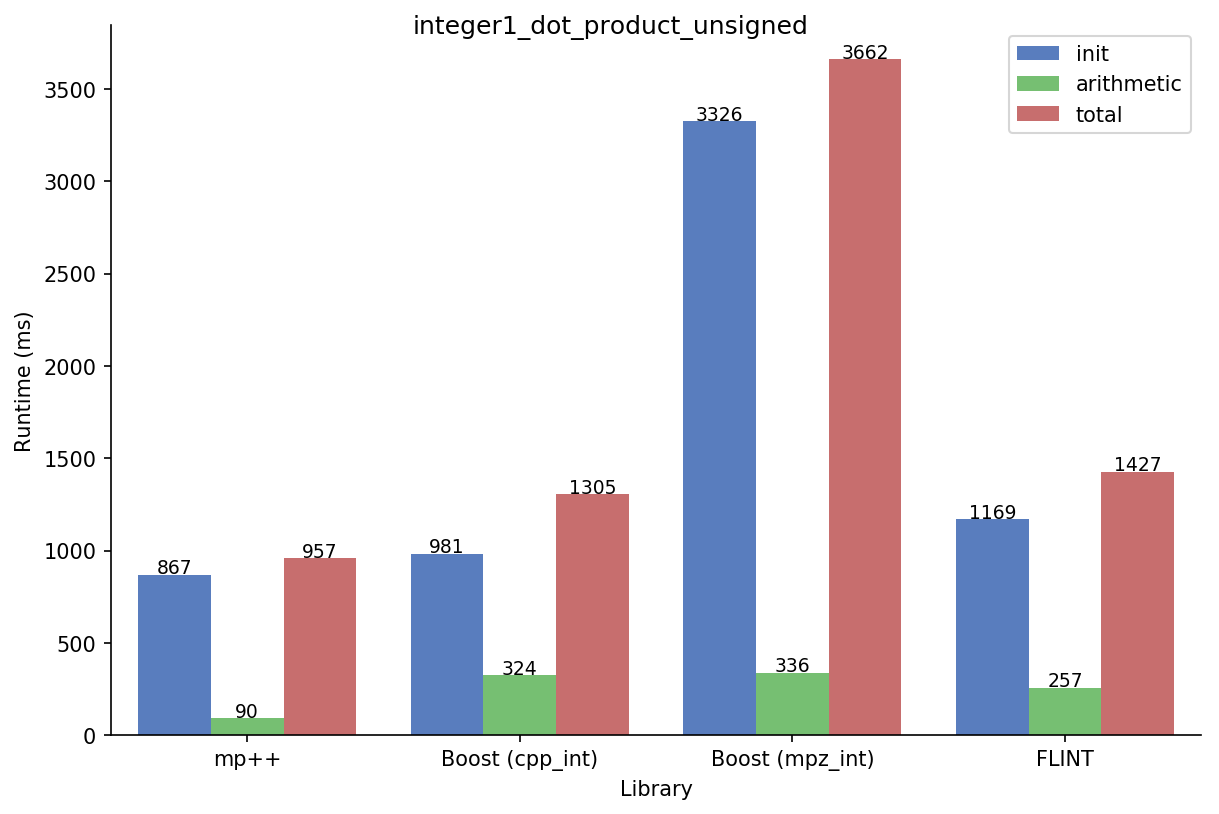 integer1_dot_product_unsigned
init
arithmetic
total
Runtime (ms)
3500
3000
2500
2000
1500
1000
500
0
867
90
957
981
324
1305
3326
336
3662
1169
257
1427
mp++
Boost (cpp_int)
Boost (mpz_int)
FLINT
Library